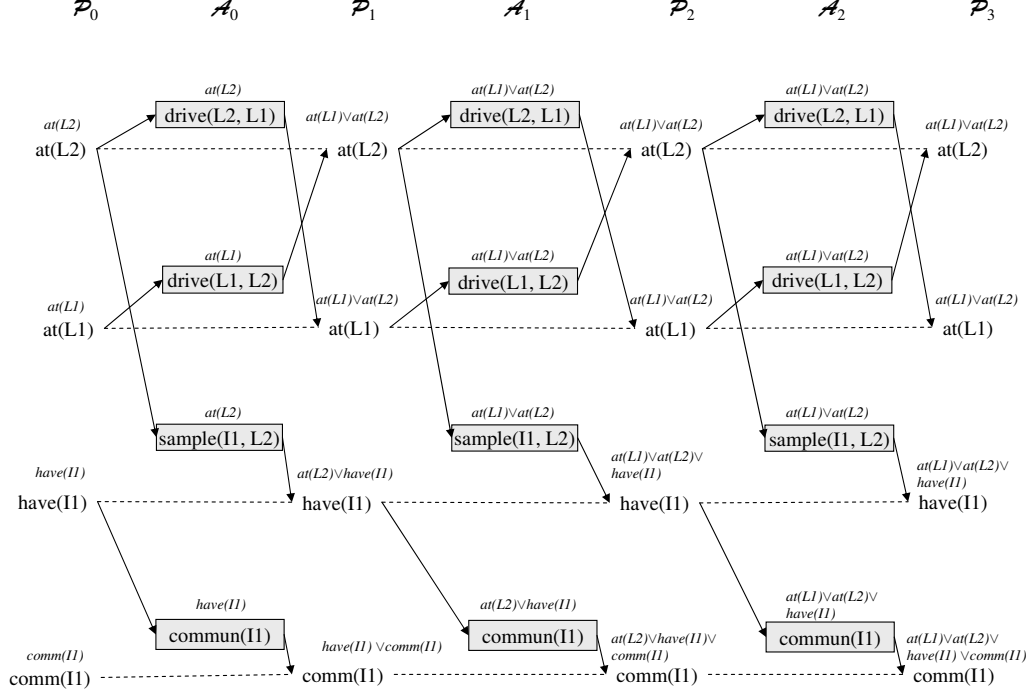 𝒫0 𝒜0 𝒫1 𝒜1 𝒫2 𝒜2 𝒫3
at(L2) at(L1)∨at(L2) at(L1)∨at(L2)
drive(L2, L1) drive(L2, L1) drive(L2, L1)
at(L2) at(L1)∨at(L2) at(L1)∨at(L2) at(L1)∨at(L2)
at(L2) at(L2) at(L2) at(L2)
at(L1) at(L1)∨at(L2) at(L1)∨at(L2)
drive(L1, L2) drive(L1, L2) drive(L1, L2)
at(L1) at(L1)∨at(L2) at(L1)∨at(L2) at(L1)∨at(L2)
at(L1) at(L1) at(L1) at(L1)
at(L2) at(L1)∨at(L2) at(L1)∨at(L2)
sample(I1, L2) sample(I1, L2) sample(I1, L2)
at(L1)∨at(L2)∨ at(L1)∨at(L2)∨
have(I1) at(L2)∨have(I1) have(I1) have(I1)
have(I1) have(I1) have(I1) have(I1)
at(L1)∨at(L2)∨
have(I1) at(L2)∨have(I1) have(I1)
commun(I1) commun(I1) commun(I1)
at(L2)∨have(I1)∨ at(L1)∨at(L2)∨
comm(I1) have(I1) ∨comm(I1) comm(I1) have(I1) ∨comm(I1)
comm(I1) comm(I1) comm(I1) comm(I1)